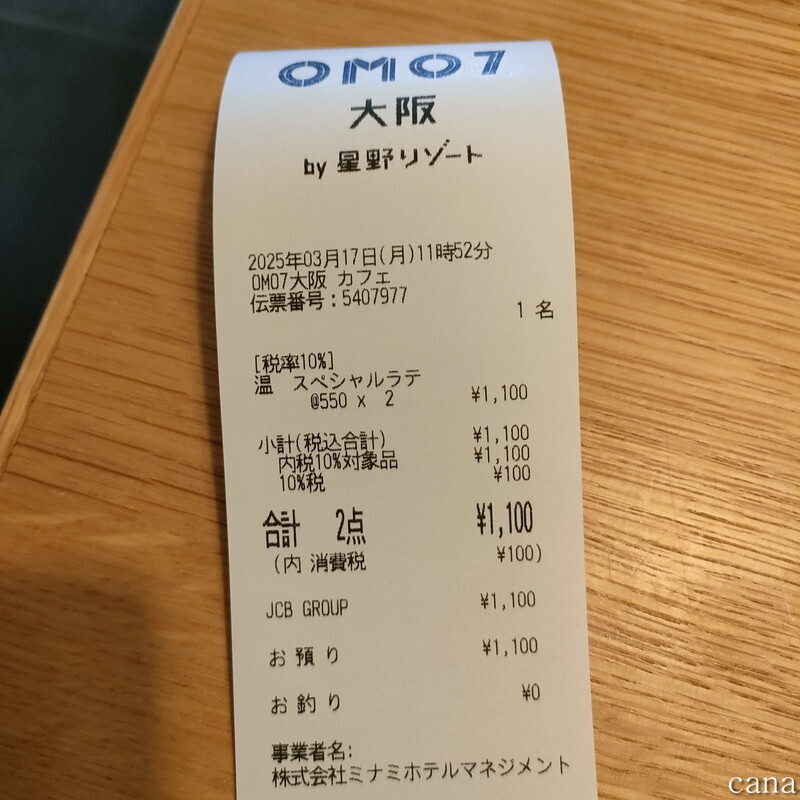 OMO7
大阪
by 星野リゾート
2025年03月17日(月)11時52分
OMO7大阪 カフェ
伝票番号：5407977
1 名
[税率10%]
温　スペシャルラテ
@550 x 2 ¥1,100
小計(税込合計) ¥1,100
内税10%対象品 ¥1,100
10%税 ¥100
合計 2点 ¥1,100
(内 消費税 ¥100)
JCB GROUP ¥1,100
お 預 り ¥1,100
お 釣 り ¥0
事業者名:
株式会社ミナミホテルマネジメント
cana